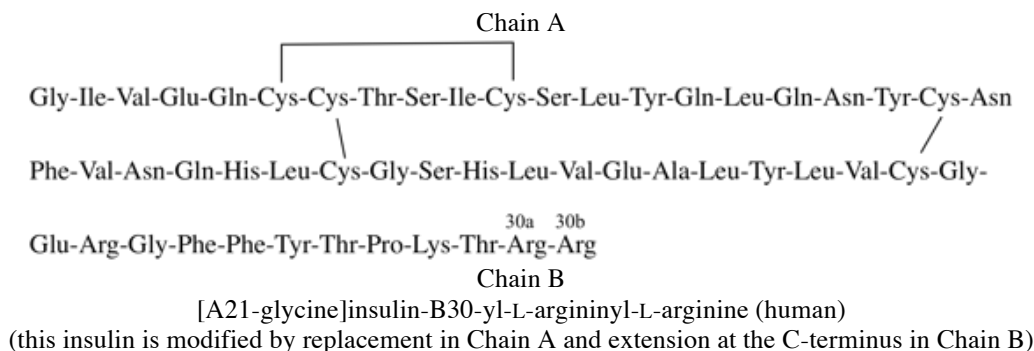 Chain A
Gly-Ile-Val-Glu-Gln-Cys-Cys-Thr-Ser-Ile-Cys-Ser-Leu-Tyr-Gln-Leu-Gln-Asn-Tyr-Cys-Asn
Phe-Val-Asn-Gln-His-Leu-Cys-Gly-Ser-His-Leu-Val-Glu-Ala-Leu-Tyr-Leu-Val-Cys-Gly-
30a 30b
Glu-Arg-Gly-Phe-Phe-Tyr-Thr-Pro-Lys-Thr-Arg-Arg
Chain B
[A21-glycine]insulin-B30-yl-L-argininyl-L-arginine (human)
(this insulin is modified by replacement in Chain A and extension at the C-terminus in Chain B)